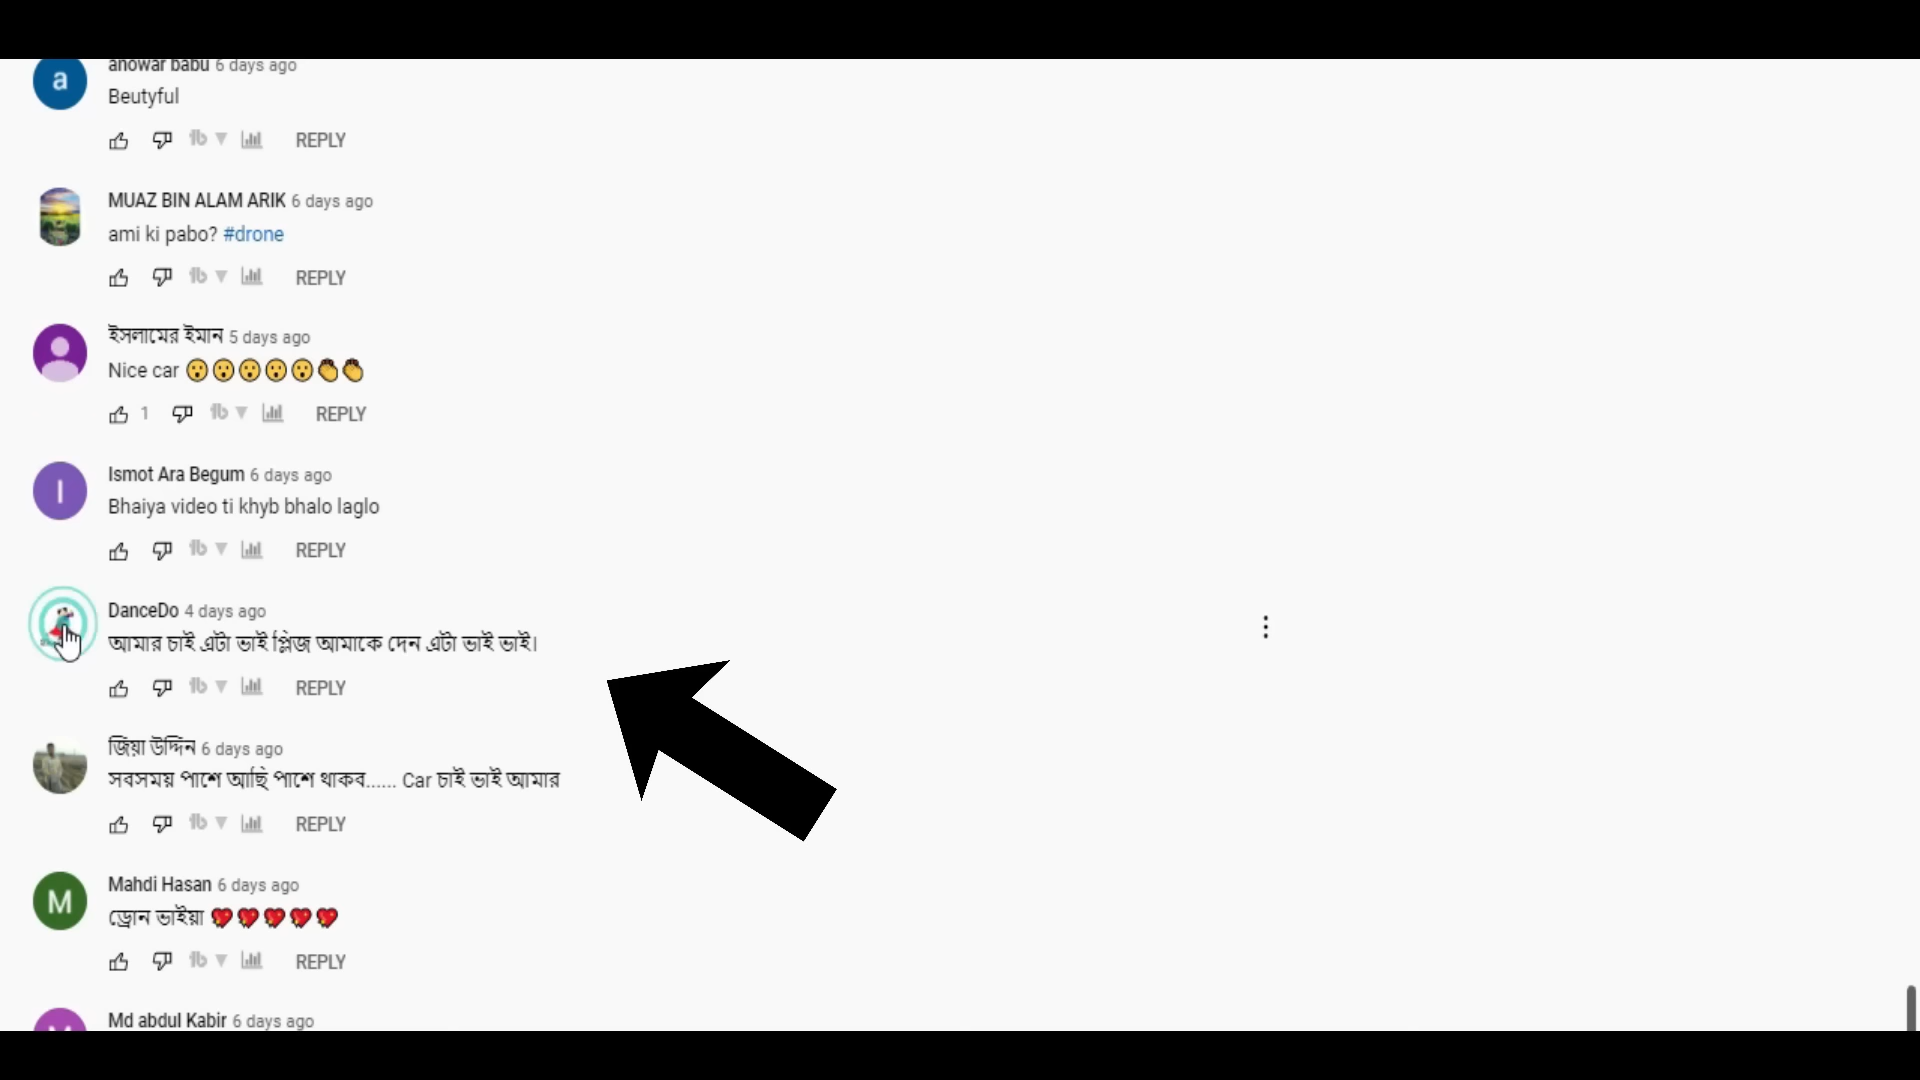 anowar babu 6 days ago
Beutyful
REPLY
MUAZ BIN ALAM ARIK 6 days ago
ami ki pabo? #drone
REPLY
ইসলামের ইমান 5 days ago
Nice car 😮😮😮😮😮👏👏
1 REPLY
Ismot Ara Begum 6 days ago
Bhaiya video ti khyb bhalo laglo
REPLY
DanceDo 4 days ago
আমার চাই এটা ভাই প্লিজ আমাকে দেন এটা ভাই ভাই।
REPLY
জিয়া উদ্দিন 6 days ago
সবসময় পাশে আছি পাশে থাকব...... Car চাই ভাই আমার
REPLY
Mahdi Hasan 6 days ago
ড্রোন ভাইয়া 💖💖💖💖💖
REPLY
Md abdul Kabir 6 days ago